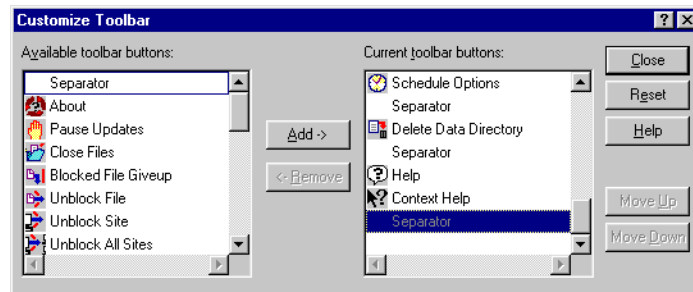 Customize Toolbar
Available toolbar buttons:
Separator
About
Pause Updates
Close Files
Blocked File Giveup
Unblock File
Unblock Site
Unblock All Sites
Add ->
<- Remove
Current toolbar buttons:
Schedule Options
Separator
Delete Data Directory
Separator
Help
Context Help
Separator
Close
Reset
Help
Move Up
Move Down